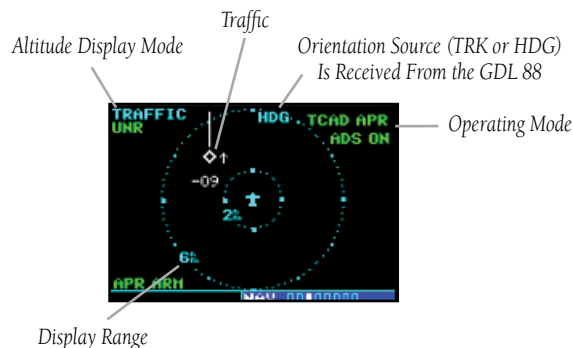 Traffic
Altitude Display Mode
Orientation Source (TRK or HDG)
Is Received From the GDL 88
TRAFFIC
UNR
HDG
TCAD APR
ADS ON
Operating Mode
-09
2
6
APR ARM
NAV
Display Range